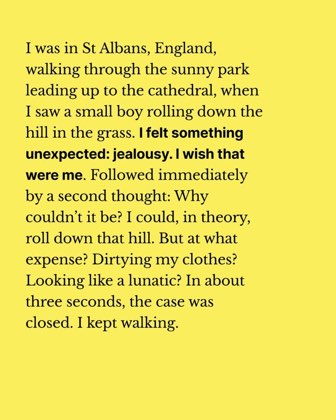 I was in St Albans, England,
walking through the sunny park
leading up to the cathedral, when
I saw a small boy rolling down the
hill in the grass. I felt something
unexpected: jealousy. I wish that
were me. Followed immediately
by a second thought: Why
couldn’t it be? I could, in theory,
roll down that hill. But at what
expense? Dirtying my clothes?
Looking like a lunatic? In about
three seconds, the case was
closed. I kept walking.